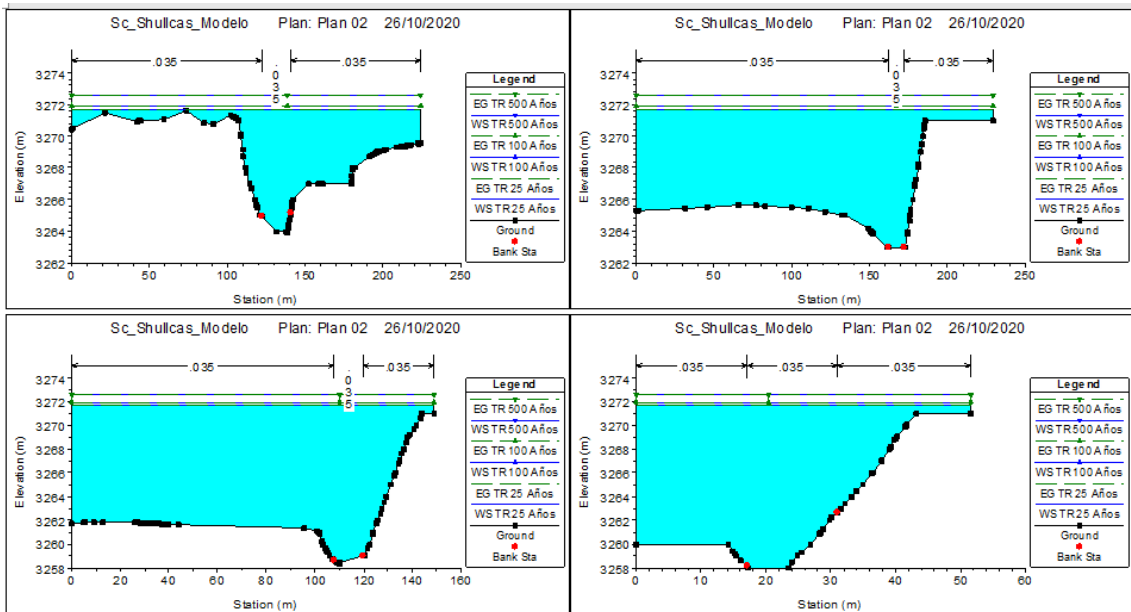 Sc_Shullcas_Modelo Plan: Plan 02 26/10/2020
.035 .035 .035
Legend
EG TR 500 Años
WS TR 500 Años
EG TR 100 Años
WS TR 100 Años
EG TR 25 Años
WS TR 25 Años
Ground
Bank Sta
Elevation (m)
3274
3272
3270
3268
3266
3264
3262
0 50 100 150 200 250
Station (m)
Sc_Shullcas_Modelo Plan: Plan 02 26/10/2020
.035 .035 .035
Legend
EG TR 500 Años
WS TR 500 Años
EG TR 100 Años
WS TR 100 Años
EG TR 25 Años
WS TR 25 Años
Ground
Bank Sta
Elevation (m)
3274
3272
3270
3268
3266
3264
3262
0 50 100 150 200 250
Station (m)
Sc_Shullcas_Modelo Plan: Plan 02 26/10/2020
.035 .035 .035
Legend
EG TR 500 Años
WS TR 500 Años
EG TR 100 Años
WS TR 100 Años
EG TR 25 Años
WS TR 25 Años
Ground
Bank Sta
Elevation (m)
3274
3272
3270
3268
3266
3264
3262
3260
3258
0 20 40 60 80 100 120 140 160
Station (m)
Sc_Shullcas_Modelo Plan: Plan 02 26/10/2020
.035 .035 .035
Legend
EG TR 500 Años
WS TR 500 Años
EG TR 100 Años
WS TR 100 Años
EG TR 25 Años
WS TR 25 Años
Ground
Bank Sta
Elevation (m)
3274
3272
3270
3268
3266
3264
3262
3260
3258
0 10 20 30 40 50 60
Station (m)